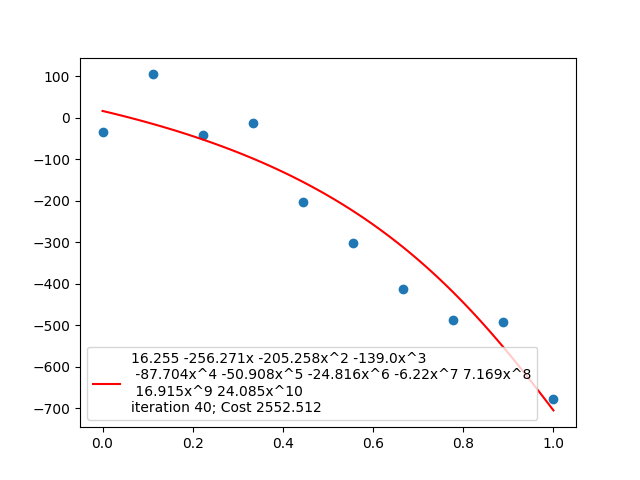 100
0
−100
−200
−300
−400
−500
−600
−700
16.255 -256.271x -205.258x^2 -139.0x^3
-87.704x^4 -50.908x^5 -24.816x^6 -6.22x^7 7.169x^8
16.915x^9 24.085x^10
iteration 40; Cost 2552.512
0.0 0.2 0.4 0.6 0.8 1.0